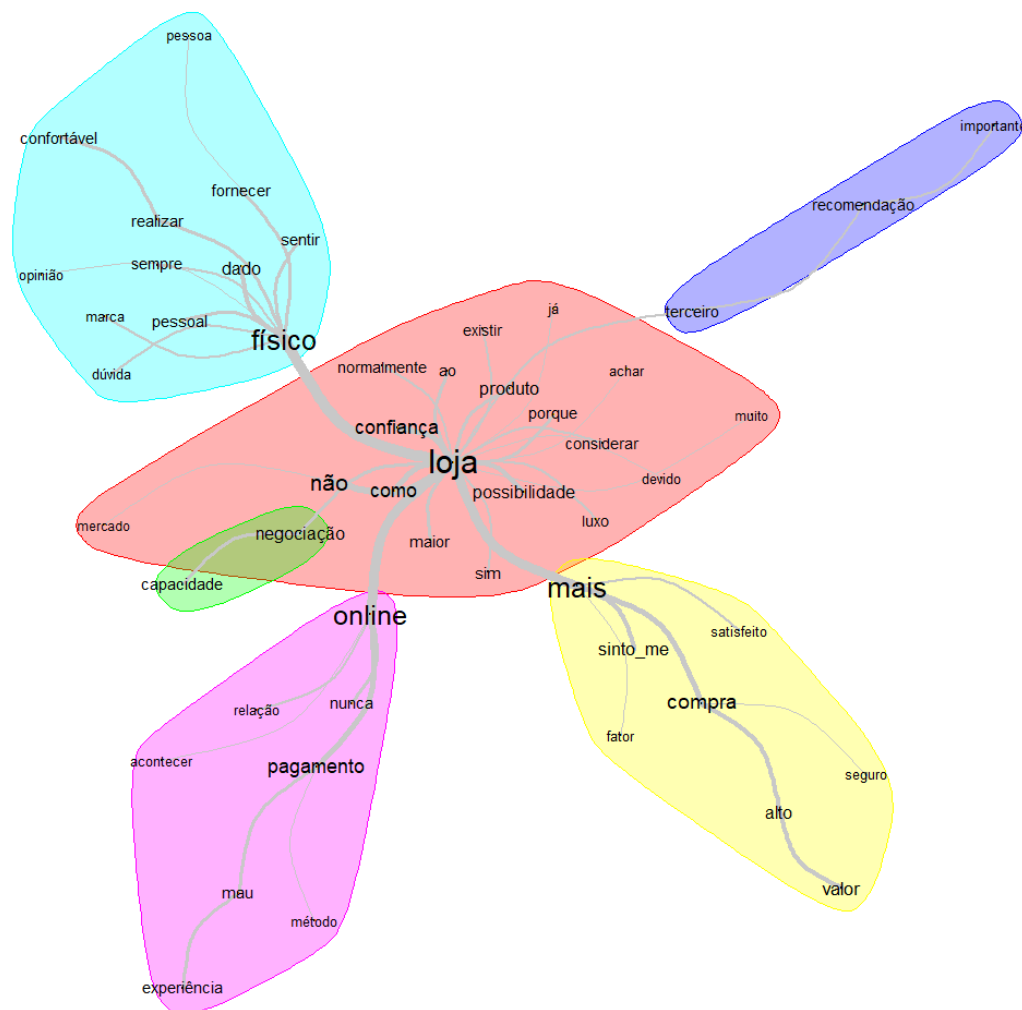 pessoa
importante
confortável
fornecer
recomendação
realizar
sentir
sempre
dado
opinião
já
terceiro
marca
pessoal
existir
físico
normalmente
ao
achar
dúvida
produto
porque
muito
confiança
considerar
loja
não
como
possibilidade
devido
mercado
luxo
negociação
maior
sim
capacidade
mais
online
satisfeito
sinto_me
relação
nunca
compra
fator
acontecer
pagamento
seguro
alto
mau
valor
método
experiência